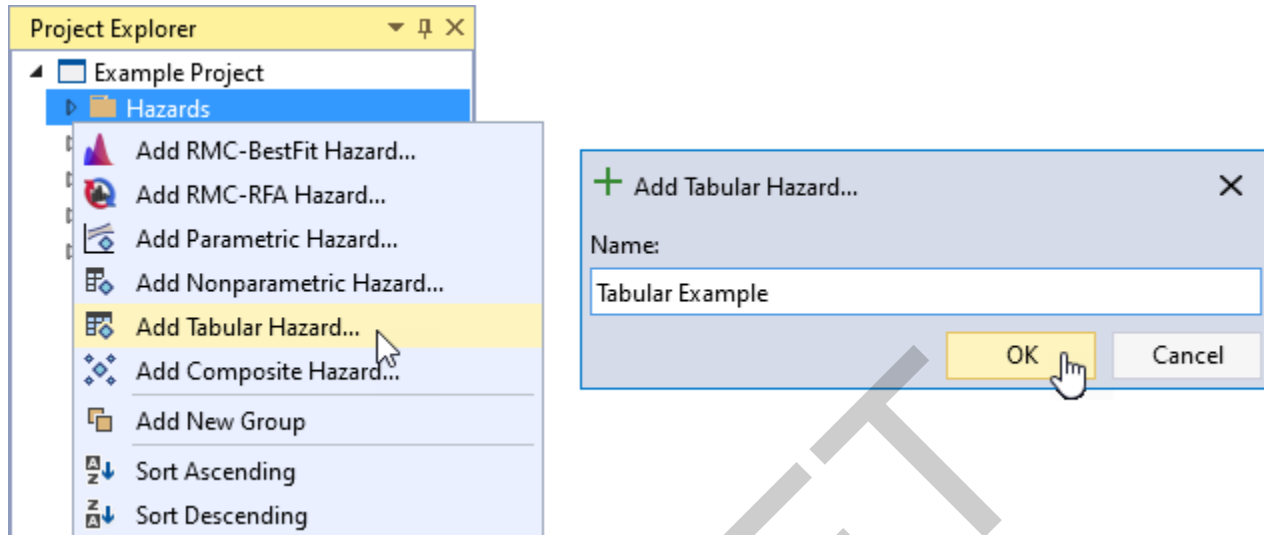 Project Explorer
Example Project
Hazards
Add RMC-BestFit Hazard...
Add RMC-RFA Hazard...
Add Parametric Hazard...
Add Nonparametric Hazard...
Add Tabular Hazard...
Add Composite Hazard...
Add New Group
Sort Ascending
Sort Descending
Add Tabular Hazard...
Name:
Tabular Example
OK Cancel